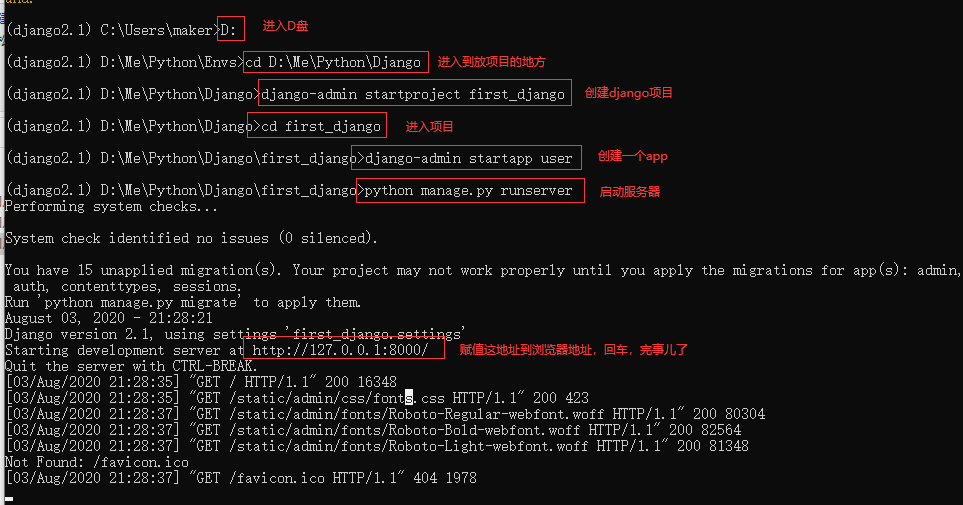 (django2.1) C:\Users\maker>D: 进入D盘
(django2.1) D:\Me\Python\Envs>cd D:\Me\Python\Django 进入到放项目的地方
(django2.1) D:\Me\Python\Django>django-admin startproject first_django 创建django项目
(django2.1) D:\Me\Python\Django>cd first_django 进入项目
(django2.1) D:\Me\Python\Django\first_django>django-admin startapp user 创建一个app
(django2.1) D:\Me\Python\Django\first_django>python manage.py runserver 启动服务器
Performing system checks...
System check identified no issues (0 silenced).
You have 15 unapplied migration(s). Your project may not work properly until you apply the migrations for app(s): admin,
auth, contenttypes, sessions.
Run 'python manage.py migrate' to apply them.
August 03, 2020 - 21:28:21
Django version 2.1, using settings 'first_django.settings'
Starting development server at http://127.0.0.1:8000/ 赋值这地址到浏览器地址，回车，完事儿了
Quit the server with CTRL-BREAK.
[03/Aug/2020 21:28:35] "GET / HTTP/1.1" 200 16348
[03/Aug/2020 21:28:35] "GET /static/admin/css/fonts.css HTTP/1.1" 200 423
[03/Aug/2020 21:28:37] "GET /static/admin/fonts/Roboto-Regular-webfont.woff HTTP/1.1" 200 80304
[03/Aug/2020 21:28:37] "GET /static/admin/fonts/Roboto-Bold-webfont.woff HTTP/1.1" 200 82564
[03/Aug/2020 21:28:37] "GET /static/admin/fonts/Roboto-Light-webfont.woff HTTP/1.1" 200 81348
Not Found: /favicon.ico
[03/Aug/2020 21:28:37] "GET /favicon.ico HTTP/1.1" 404 1978